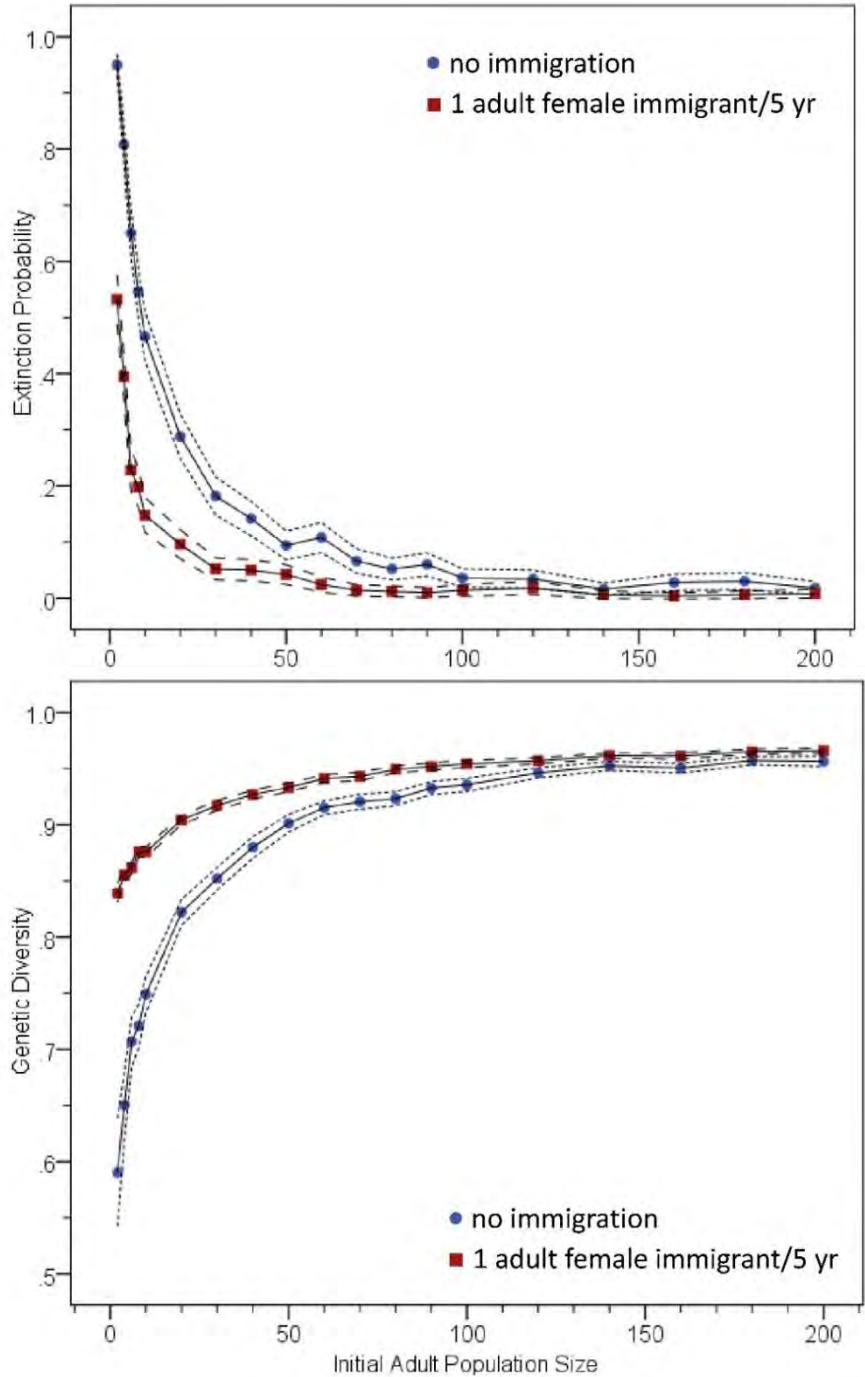 1.0
no immigration
1 adult female immigrant/5 yr
.8
.6
.4
.2
0
Extinction Probability
0 50 100 150 200
1.0
.9
.8
.7
.6
.5
Genetic Diversity
no immigration
1 adult female immigrant/5 yr
0 50 100 150 200
Initial Adult Population Size